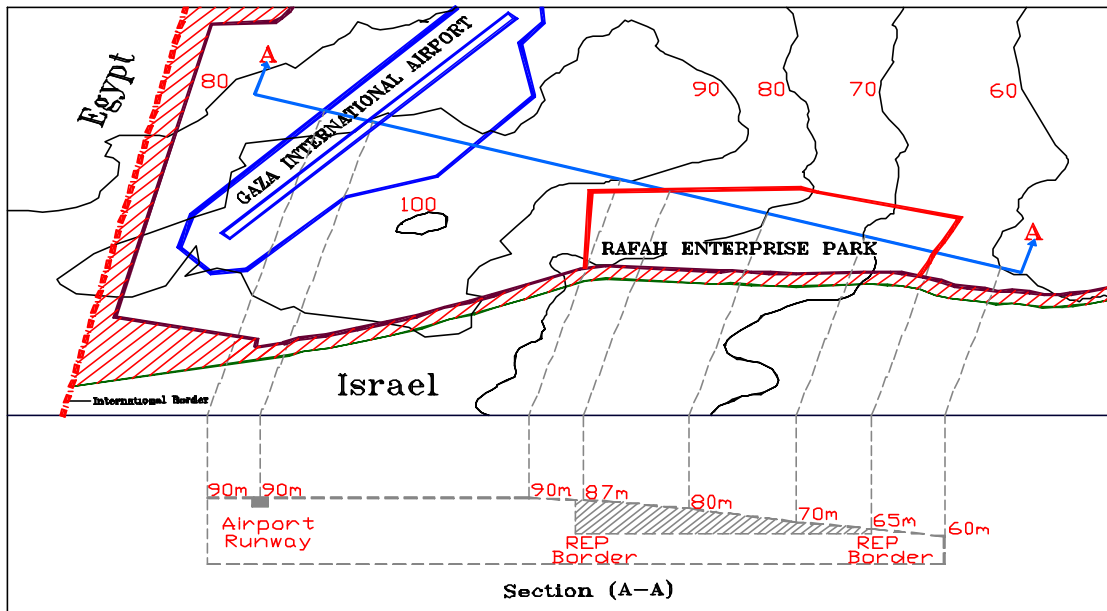 Egypt
A
80
GAZA INTERNATIONAL AIRPORT
90
80
70
60
100
RAFAH ENTERPRISE PARK
A
Israel
International Border
90m
90m
90m
87m
80m
70m
65m
60m
Airport
Runway
REP
Border
REP
Border
Section (A-A)